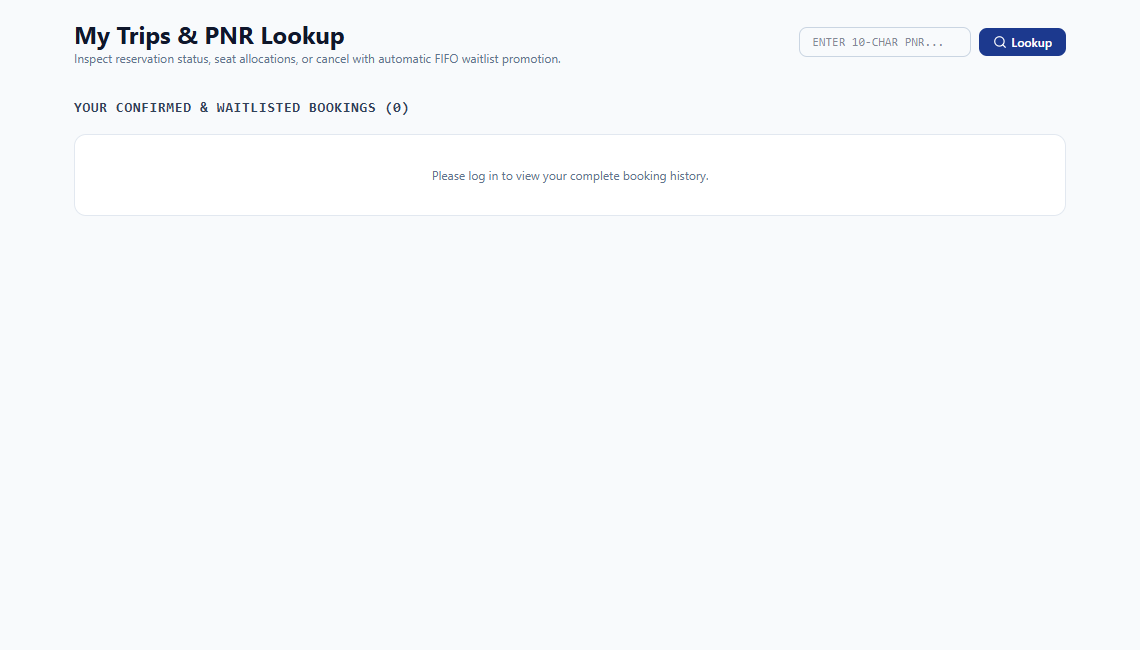 My Trips & PNR Lookup
Inspect reservation status, seat allocations, or cancel with automatic FIFO waitlist promotion.
ENTER 10-CHAR PNR...
Lookup
YOUR CONFIRMED & WAITLISTED BOOKINGS (0)
Please log in to view your complete booking history.